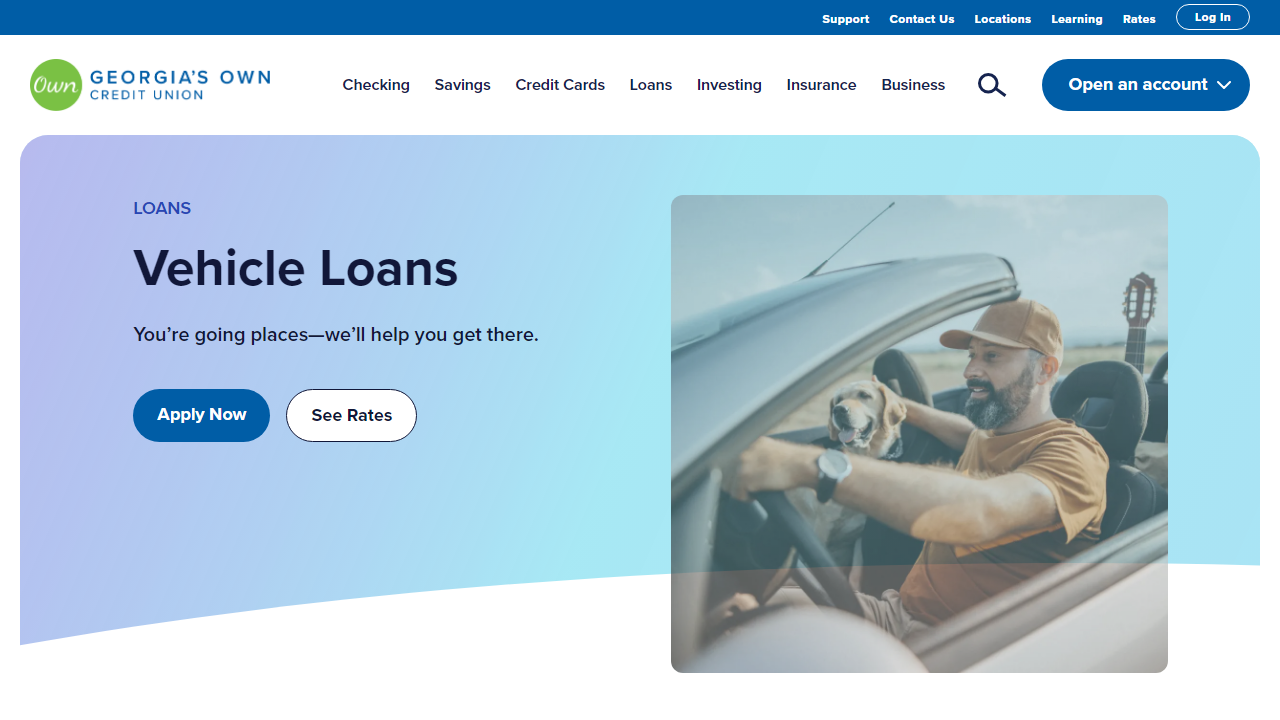 Support Contact Us Locations Learning Rates Log In
Own GEORGIA'S OWN
CREDIT UNION
Checking Savings Credit Cards Loans Investing Insurance Business Open an account
LOANS
Vehicle Loans
You’re going places—we’ll help you get there.
Apply Now See Rates